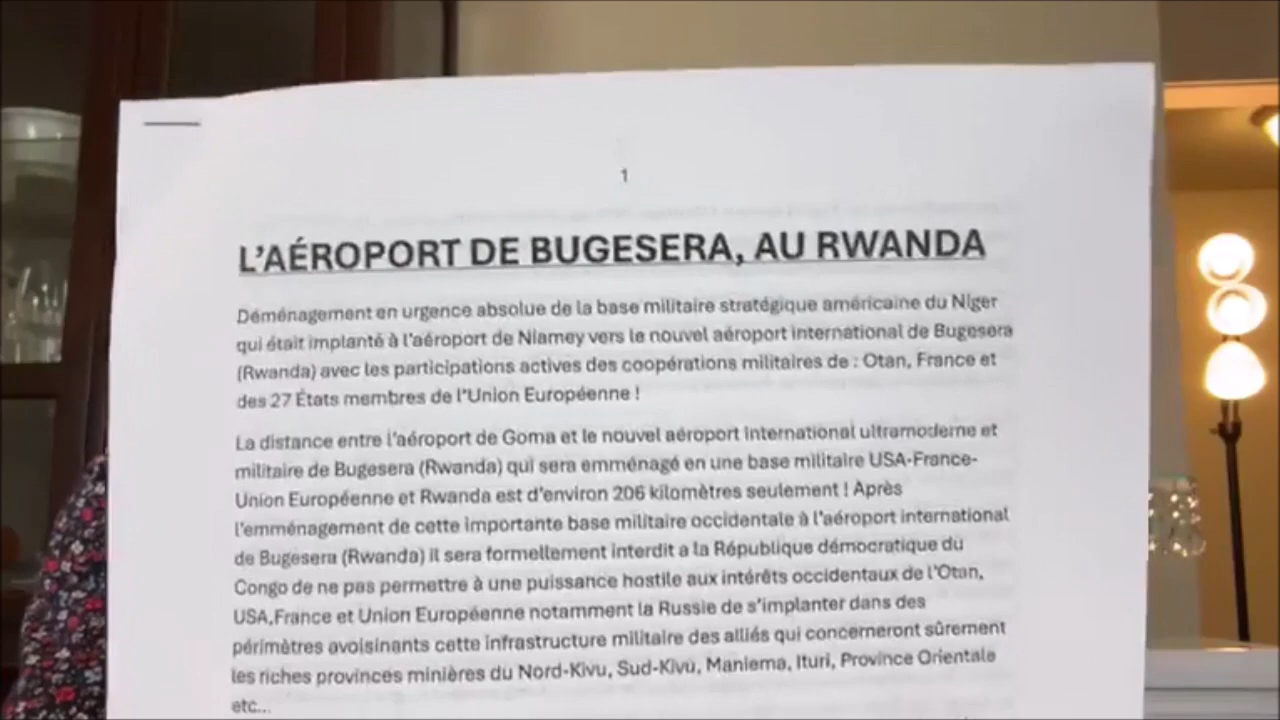 1
L'AÉROPORT DE BUGESERA, AU RWANDA
Déménagement en urgence absolue de la base militaire stratégique américaine du Niger
qui était implanté à l'aéroport de Niamey vers le nouvel aéroport international de Bugesera
(Rwanda) avec les participations actives des coopérations militaires de : Otan, France et
des 27 États membres de l'Union Européenne !
La distance entre l'aéroport de Goma et le nouvel aéroport international ultramoderne et
militaire de Bugesera (Rwanda) qui sera emménagé en une base militaire USA-France-
Union Européenne et Rwanda est d'environ 206 kilomètres seulement ! Après
l'emménagement de cette importante base militaire occidentale à l'aéroport international
de Bugesera (Rwanda) il sera formellement interdit a la République démocratique du
Congo de ne pas permettre à une puissance hostile aux intérêts occidentaux de l'Otan,
USA,France et Union Européenne notamment la Russie de s'implanter dans des
périmètres avoisinants cette infrastructure militaire des alliés qui concerneront sûrement
les riches provinces minières du Nord-Kivu, Sud-Kivu, Maniema, Ituri, Province Orientale
etc...